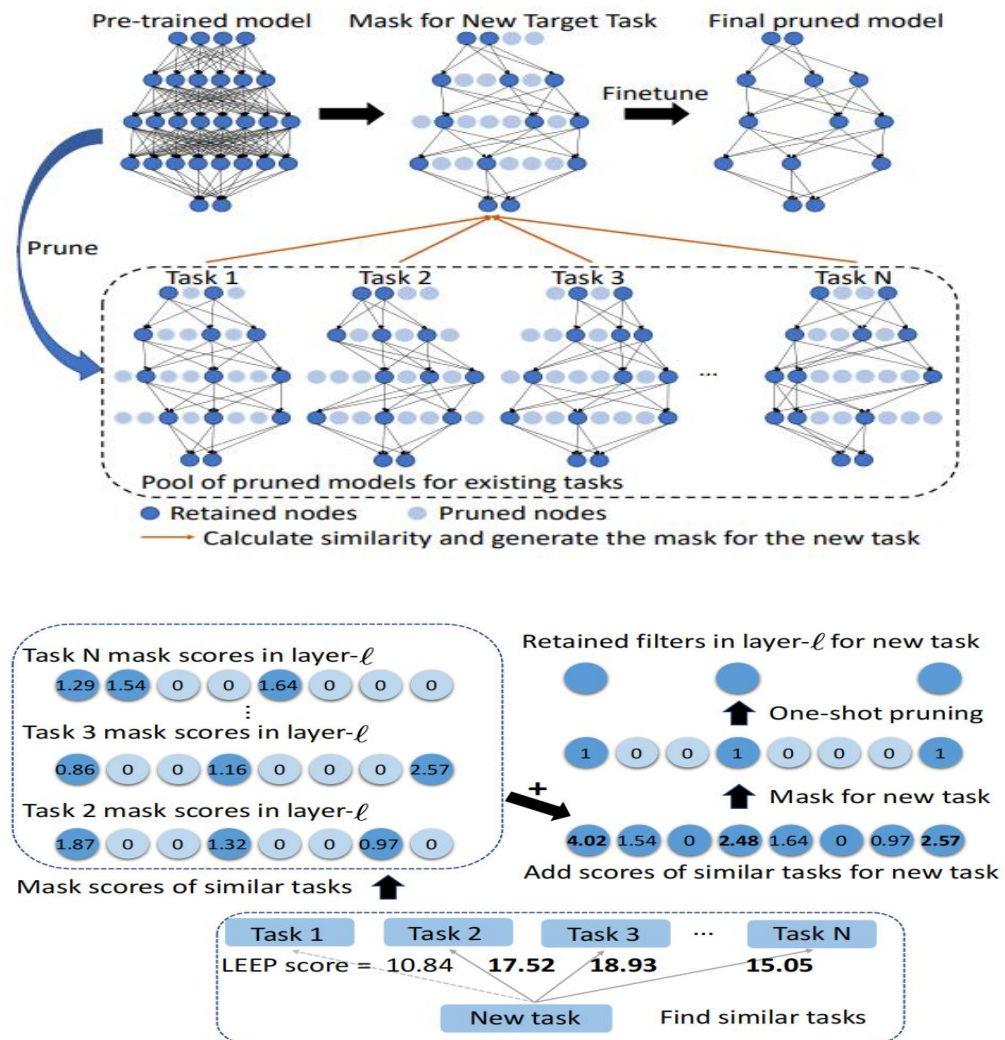 Pre-trained model Mask for New Target Task Final pruned model
Finetune
Prune
Task 1 Task 2 Task 3 Task N
...
Pool of pruned models for existing tasks
Retained nodes Pruned nodes
Calculate similarity and generate the mask for the new task
Task N mask scores in layer-ℓ
1.29 1.54 0 0 1.64 0 0 0
⋮
Task 3 mask scores in layer-ℓ
0.86 0 0 1.16 0 0 0 2.57
Task 2 mask scores in layer-ℓ
1.87 0 0 1.32 0 0 0.97 0
Mask scores of similar tasks
+
Retained filters in layer-ℓ for new task
One-shot pruning
1 0 0 1 0 0 0 1
Mask for new task
4.02 1.54 0 2.48 1.64 0 0.97 2.57
Add scores of similar tasks for new task
Task 1 Task 2 Task 3 ... Task N
LEEP score = 10.84 17.52 18.93 15.05
New task Find similar tasks